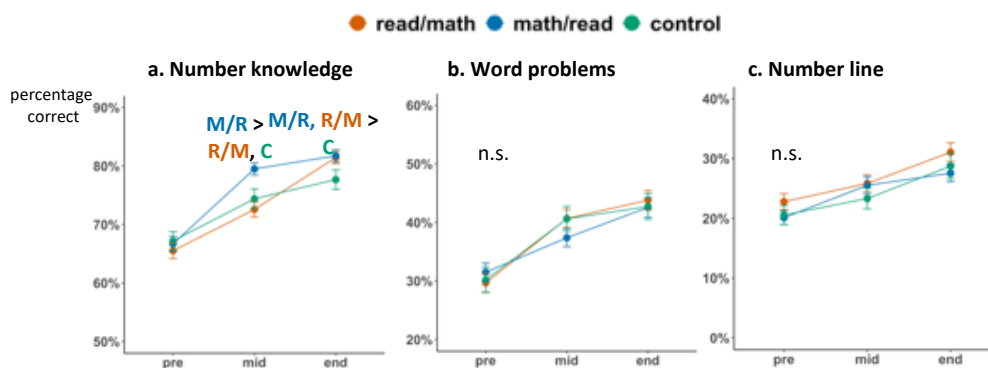 read/math math/read control
a. Number knowledge
b. Word problems
c. Number line
percentage
correct
90%
80%
70%
60%
50%
M/R > M/R, R/M >
R/M, C C
pre mid end
60%
50%
40%
30%
20%
n.s.
pre mid end
40%
30%
20%
10%
0%
n.s.
pre mid end